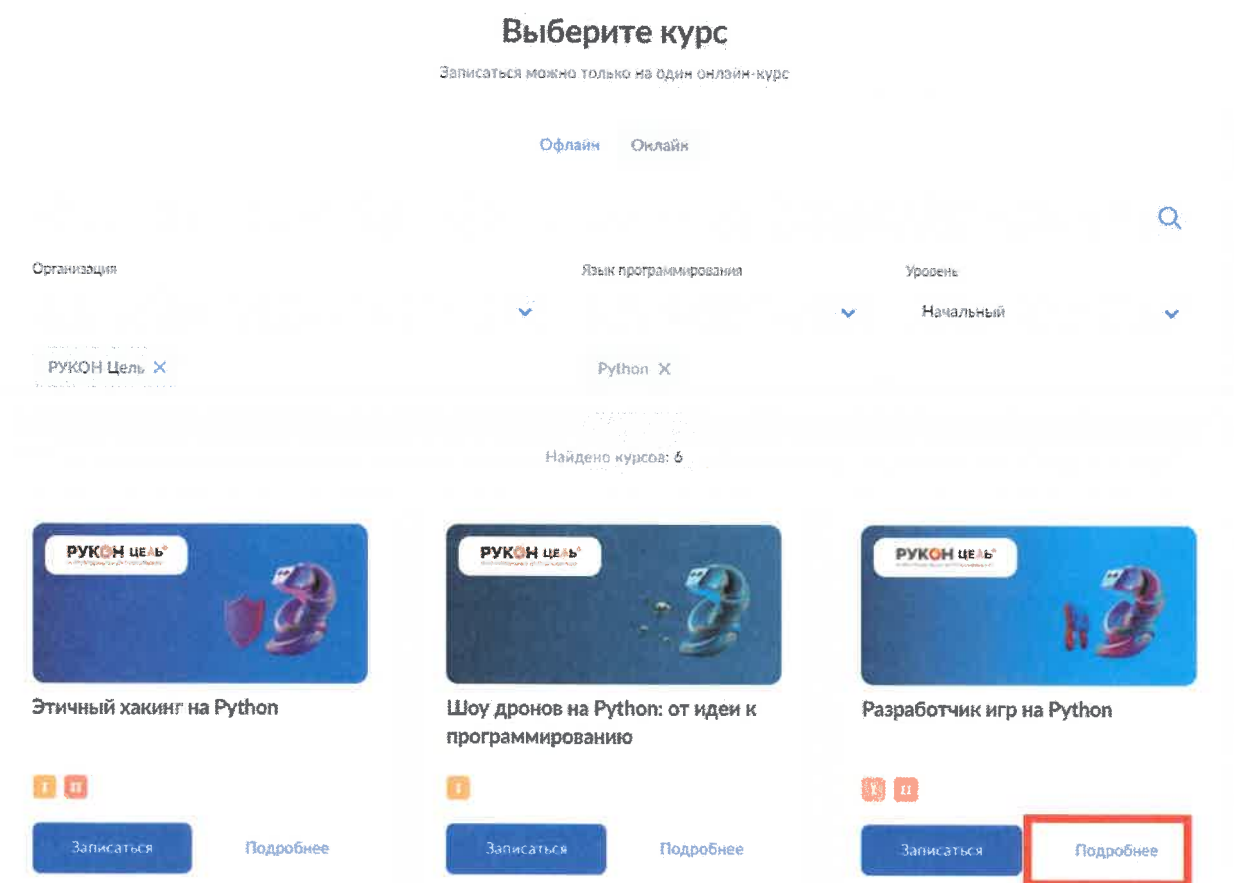 Выберите курс
Записаться можно только на один онлайн-курс
Офлайн Онлайн
Организация Язык программирования Уровень
Начальный
РУКОН Цель Python
Найдено курсов: 6
РУКОН ЦЕЛЬ РУКОН ЦЕЛЬ РУКОН ЦЕЛЬ
Этичный хакинг на Python
Шоу дронов на Python: от идеи к
программированию
Разработчик игр на Python
I II I I II
Записаться Подробнее Записаться Подробнее Записаться Подробнее